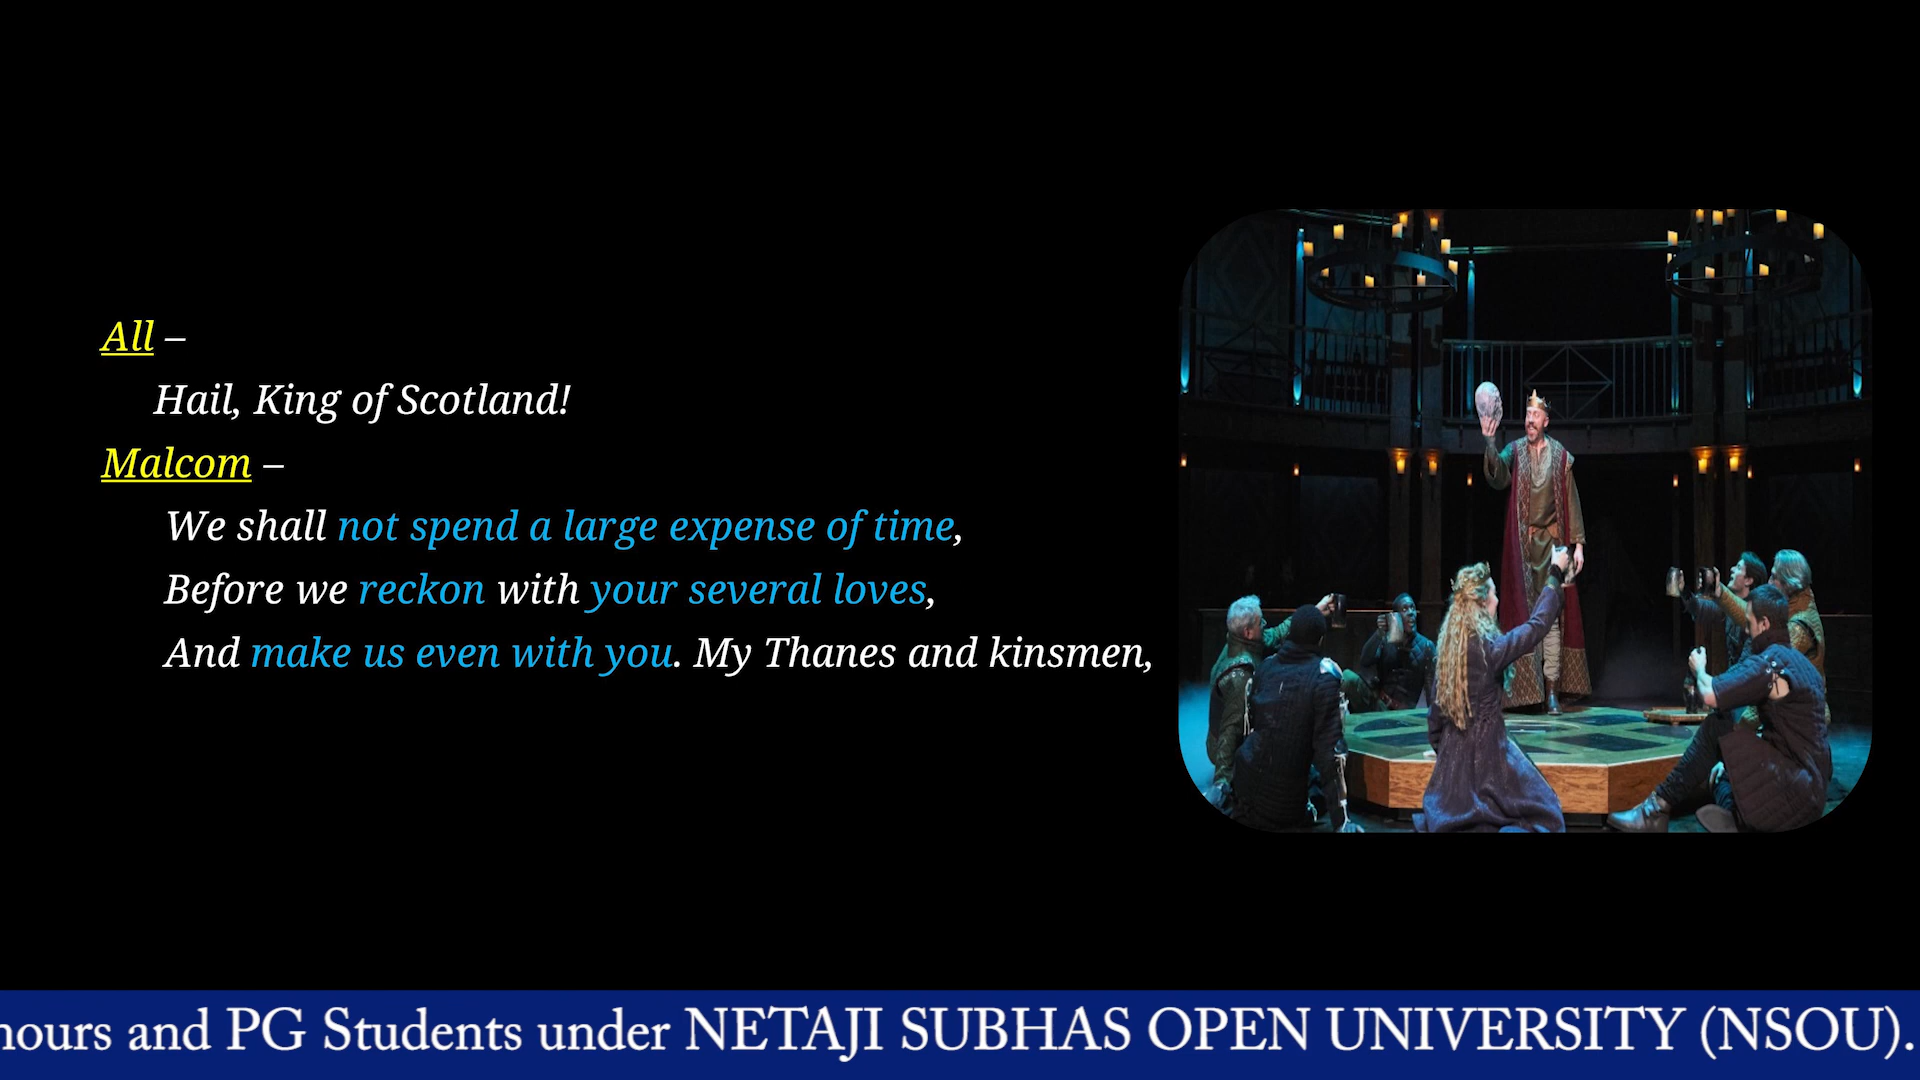 All –
Hail, King of Scotland!
Malcom –
We shall not spend a large expense of time,
Before we reckon with your several loves,
And make us even with you. My Thanes and kinsmen,
nours and PG Students under NETAJI SUBHAS OPEN UNIVERSITY (NSOU).